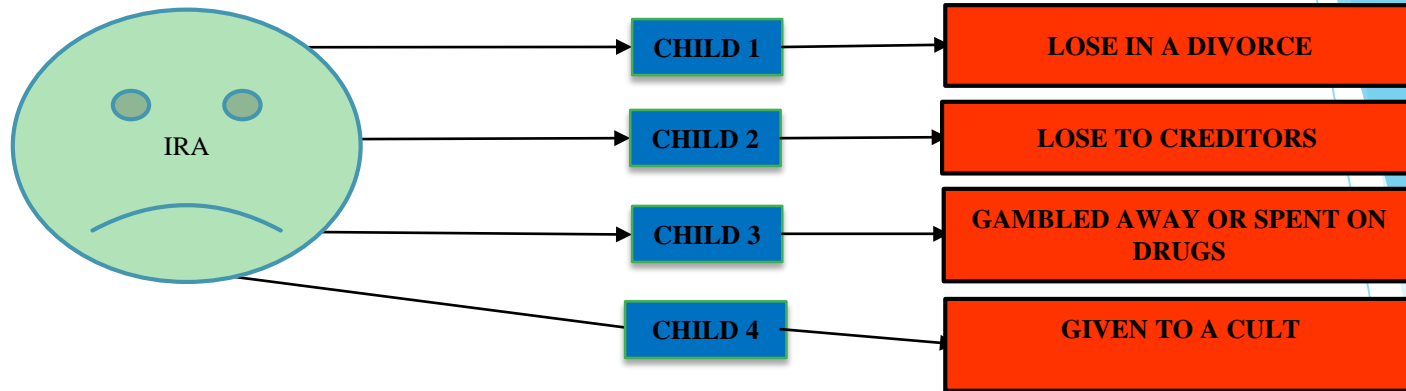 IRA
CHILD 1
LOSE IN A DIVORCE
CHILD 2
LOSE TO CREDITORS
CHILD 3
GAMBLED AWAY OR SPENT ON
DRUGS
CHILD 4
GIVEN TO A CULT